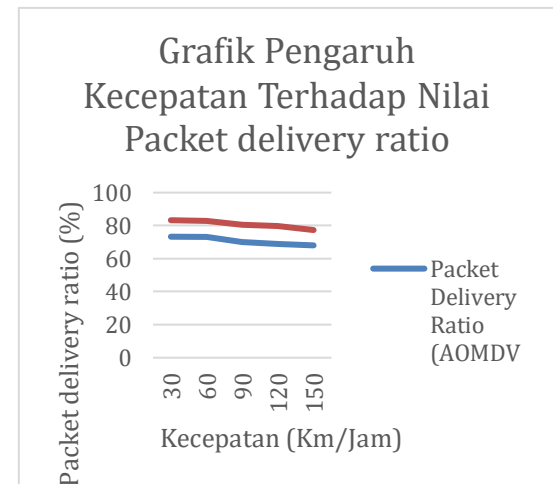 Grafik Pengaruh
Kecepatan Terhadap Nilai
Packet delivery ratio
Packet delivery ratio (%)
100
80
60
40
20
0
30
60
90
120
150
Kecepatan (Km/Jam)
Packet
Delivery
Ratio
(AOMDV